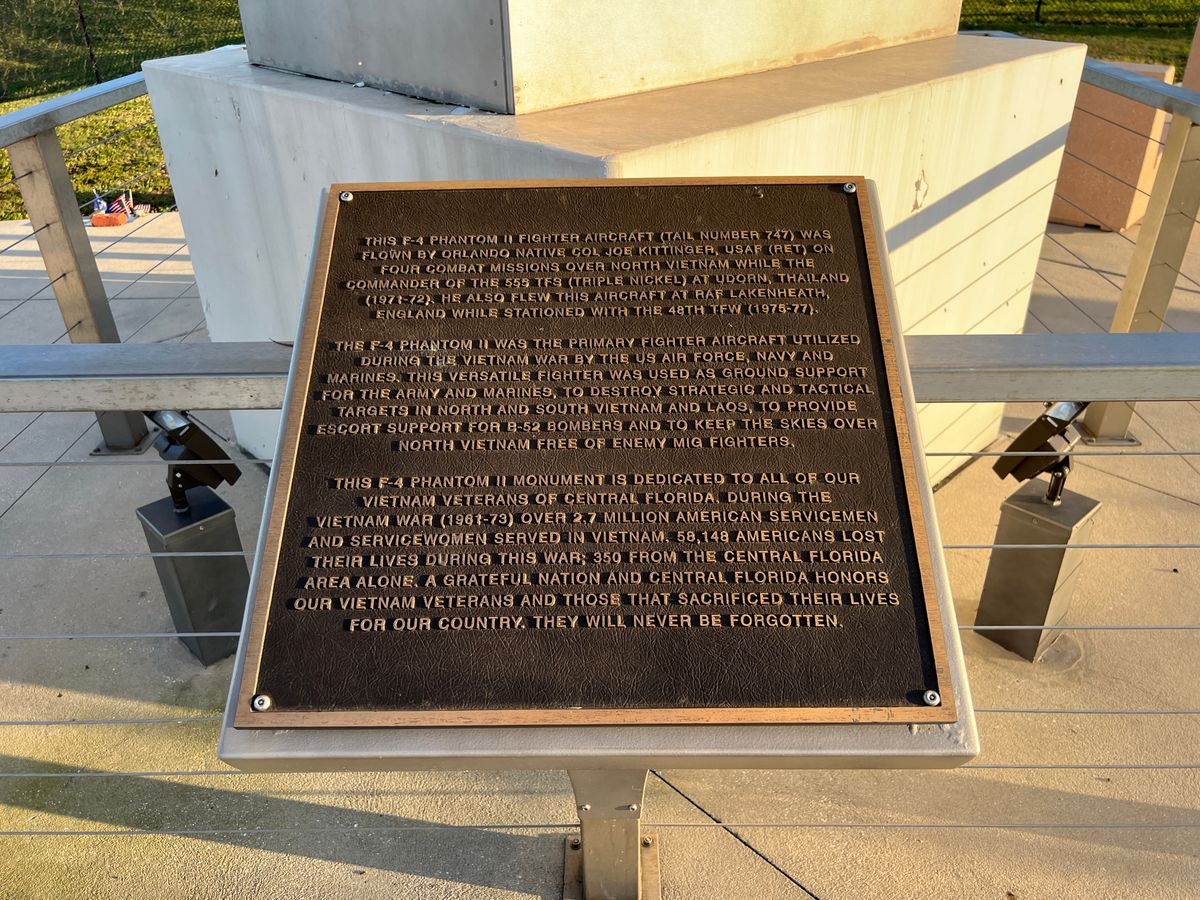 THIS F-4 PHANTOM II FIGHTER AIRCRAFT (TAIL NUMBER 747) WAS
FLOWN BY ORLANDO NATIVE COL JOE KITTINGER, USAF (RET) ON
FOUR COMBAT MISSIONS OVER NORTH VIETNAM WHILE THE
COMMANDER OF THE 555 TFS (TRIPLE NICKEL) AT UDORN, THAILAND
(1971-72). HE ALSO FLEW THIS AIRCRAFT AT RAF LAKENHEATH,
ENGLAND WHILE STATIONED WITH THE 48TH TFW (1975-77).
THE F-4 PHANTOM II WAS THE PRIMARY FIGHTER AIRCRAFT UTILIZED
DURING THE VIETNAM WAR BY THE US AIR FORCE, NAVY AND
MARINES. THIS VERSATILE FIGHTER WAS USED AS GROUND SUPPORT
FOR THE ARMY AND MARINES, TO DESTROY STRATEGIC AND TACTICAL
TARGETS IN NORTH AND SOUTH VIETNAM AND LAOS, TO PROVIDE
ESCORT SUPPORT FOR B-52 BOMBERS AND TO KEEP THE SKIES OVER
NORTH VIETNAM FREE OF ENEMY MIG FIGHTERS.
THIS F-4 PHANTOM II MONUMENT IS DEDICATED TO ALL OF OUR
VIETNAM VETERANS OF CENTRAL FLORIDA. DURING THE
VIETNAM WAR (1961-73) OVER 2.7 MILLION AMERICAN SERVICEMEN
AND SERVICEWOMEN SERVED IN VIETNAM. 58,148 AMERICANS LOST
THEIR LIVES DURING THIS WAR; 350 FROM THE CENTRAL FLORIDA
AREA ALONE. A GRATEFUL NATION AND CENTRAL FLORIDA HONORS
OUR VIETNAM VETERANS AND THOSE THAT SACRIFICED THEIR LIVES
FOR OUR COUNTRY. THEY WILL NEVER BE FORGOTTEN.